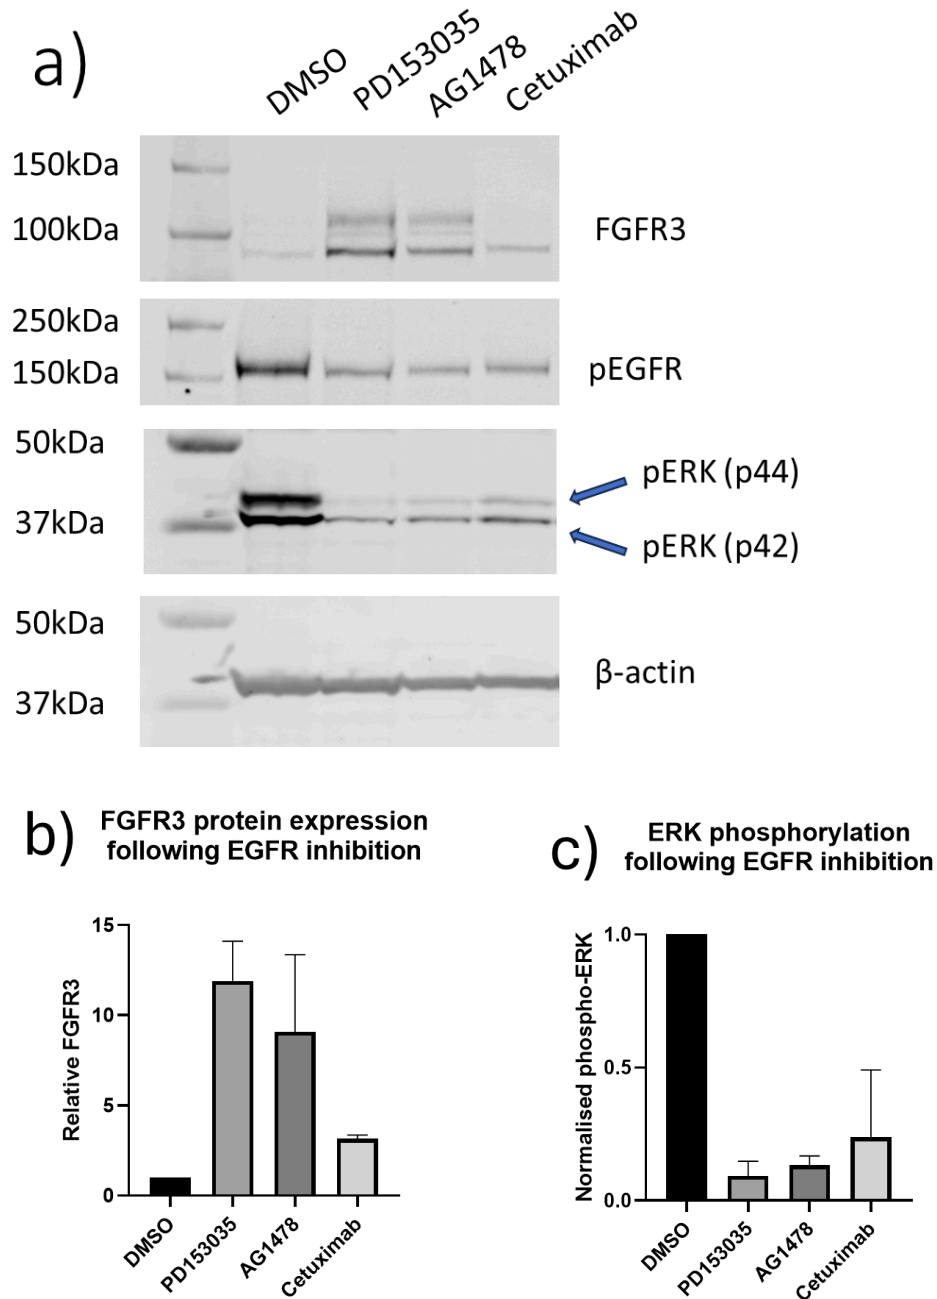 a)
DMSO
PD153035
AG1478
Cetuximab
150kDa
100kDa
FGFR3
250kDa
150kDa
pEGFR
50kDa
37kDa
pERK (p44)
pERK (p42)
50kDa
37kDa
β-actin
b)
FGFR3 protein expression
following EGFR inhibition
Relative FGFR3
15
10
5
0
DMSO
PD153035
AG1478
Cetuximab
c)
ERK phosphorylation
following EGFR inhibition
Normalised phospho-ERK
1.0
0.5
0.0
DMSO
PD153035
AG1478
Cetuximab